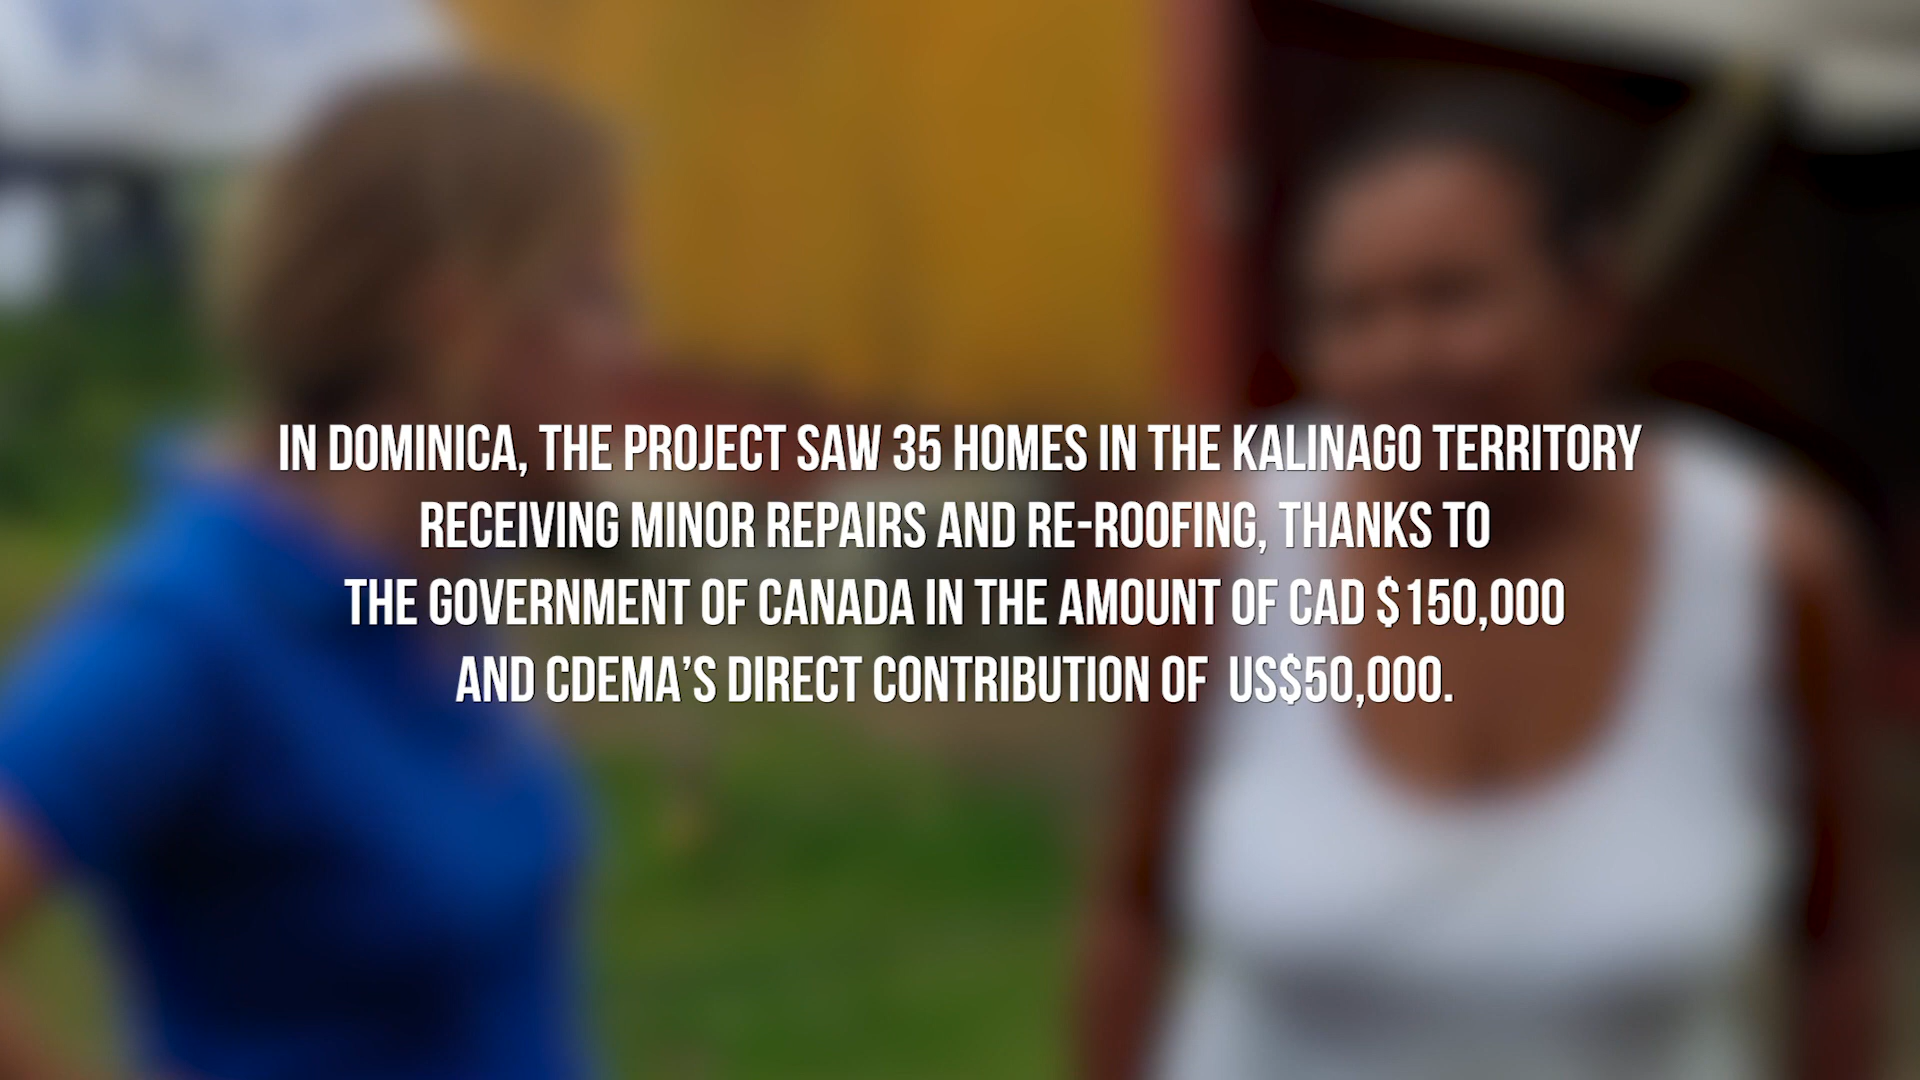 IN DOMINICA, THE PROJECT SAW 35 HOMES IN THE KALINAGO TERRITORY
RECEIVING MINOR REPAIRS AND RE-ROOFING, THANKS TO
THE GOVERNMENT OF CANADA IN THE AMOUNT OF CAD $150,000
AND CDEMA’S DIRECT CONTRIBUTION OF  US$50,000.